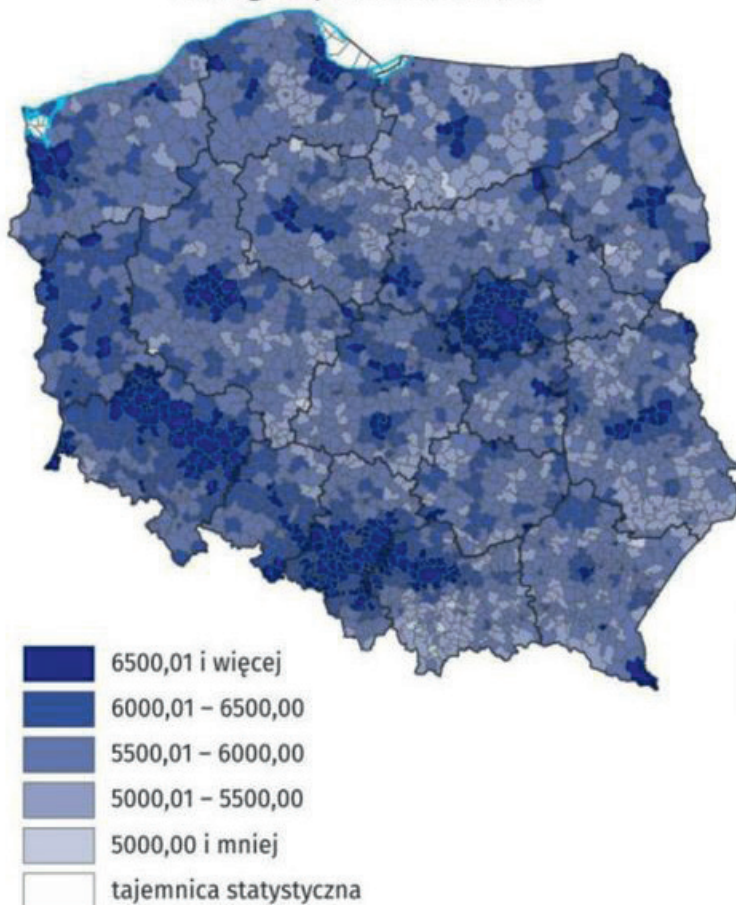 6500,01 i więcej
6000,01 – 6500,00
5500,01 – 6000,00
5000,01 – 5500,00
5000,00 i mniej
tajemnica statystyczna